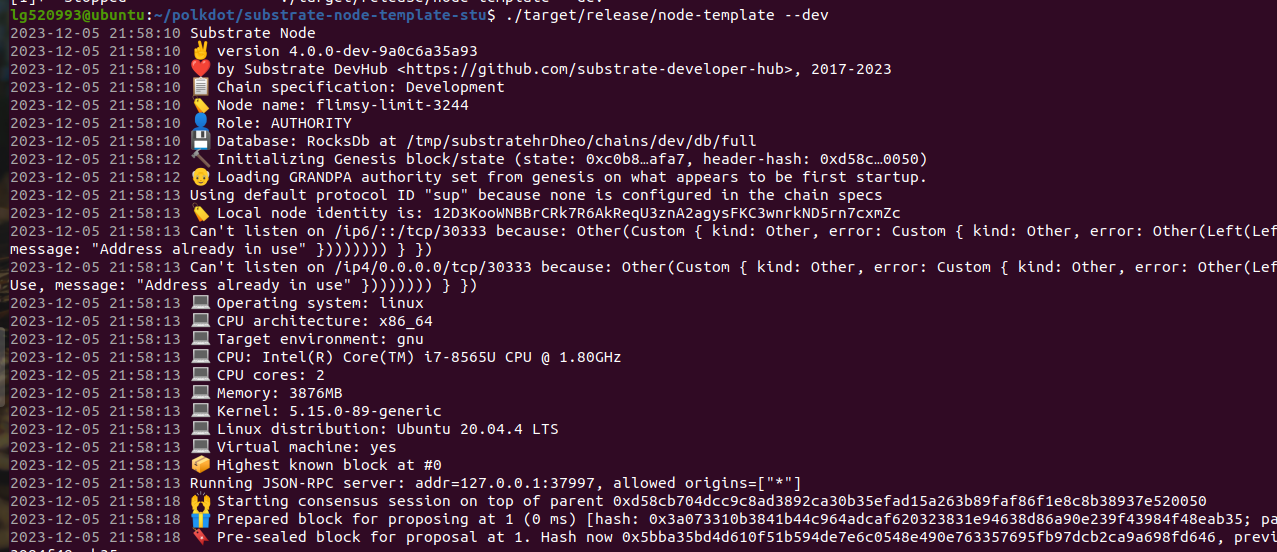 [1]+ Stopped ./target/release/node-template --dev
lg520993@ubuntu:~/polkdot/substrate-node-template-stu$ ./target/release/node-template --dev
2023-12-05 21:58:10 Substrate Node
2023-12-05 21:58:10 ✌️ version 4.0.0-dev-9a0c6a35a93
2023-12-05 21:58:10 ❤️ by Substrate DevHub <https://github.com/substrate-developer-hub>, 2017-2023
2023-12-05 21:58:10 📋 Chain specification: Development
2023-12-05 21:58:10 🏷 Node name: flimsy-limit-3244
2023-12-05 21:58:10 👤 Role: AUTHORITY
2023-12-05 21:58:10 💾 Database: RocksDb at /tmp/substratehrDheo/chains/dev/db/full
2023-12-05 21:58:12 🔨 Initializing Genesis block/state (state: 0xc0b8…afa7, header-hash: 0xd58c…0050)
2023-12-05 21:58:12 👴 Loading GRANDPA authority set from genesis on what appears to be first startup.
2023-12-05 21:58:13 Using default protocol ID "sup" because none is configured in the chain specs
2023-12-05 21:58:13 🏷 Local node identity is: 12D3KooWNBBrCRk7R6AkReqU3znA2agysFKC3wnrkND5rn7cxmZc
2023-12-05 21:58:13 Can't listen on /ip6/::/tcp/30333 because: Other(Custom { kind: Other, error: Custom { kind: Other, error: Other(Left(Lef
message: "Address already in use" })))))))) } })
2023-12-05 21:58:13 Can't listen on /ip4/0.0.0.0/tcp/30333 because: Other(Custom { kind: Other, error: Custom { kind: Other, error: Other(Lef
Use, message: "Address already in use" })))))))) } })
2023-12-05 21:58:13 💻 Operating system: linux
2023-12-05 21:58:13 💻 CPU architecture: x86_64
2023-12-05 21:58:13 💻 Target environment: gnu
2023-12-05 21:58:13 💻 CPU: Intel(R) Core(TM) i7-8565U CPU @ 1.80GHz
2023-12-05 21:58:13 💻 CPU cores: 2
2023-12-05 21:58:13 💻 Memory: 3876MB
2023-12-05 21:58:13 💻 Kernel: 5.15.0-89-generic
2023-12-05 21:58:13 💻 Linux distribution: Ubuntu 20.04.4 LTS
2023-12-05 21:58:13 💻 Virtual machine: yes
2023-12-05 21:58:13 📦 Highest known block at #0
2023-12-05 21:58:13 Running JSON-RPC server: addr=127.0.0.1:37997, allowed origins=["*"]
2023-12-05 21:58:18 🙌 Starting consensus session on top of parent 0xd58cb704dcc9c8ad3892ca30b35efad15a263b89faf86f1e8c8b38937e520050
2023-12-05 21:58:18 🎁 Prepared block for proposing at 1 (0 ms) [hash: 0x3a073310b3841b44c964adcaf620323831e94638d86a90e239f43984f48eab35; pa
2023-12-05 21:58:18 🔖 Pre-sealed block for proposal at 1. Hash now 0x5bba35bd4d610f51b594de7e6c0548e490e763357695fb97dcb2ca9a698fd646, previ